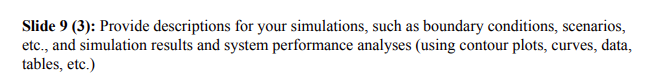 Slide 9 (3): Provide descriptions for your simulations, such as boundary conditions, scenarios,
etc., and simulation results and system performance analyses (using contour plots, curves, data,
tables, etc.)